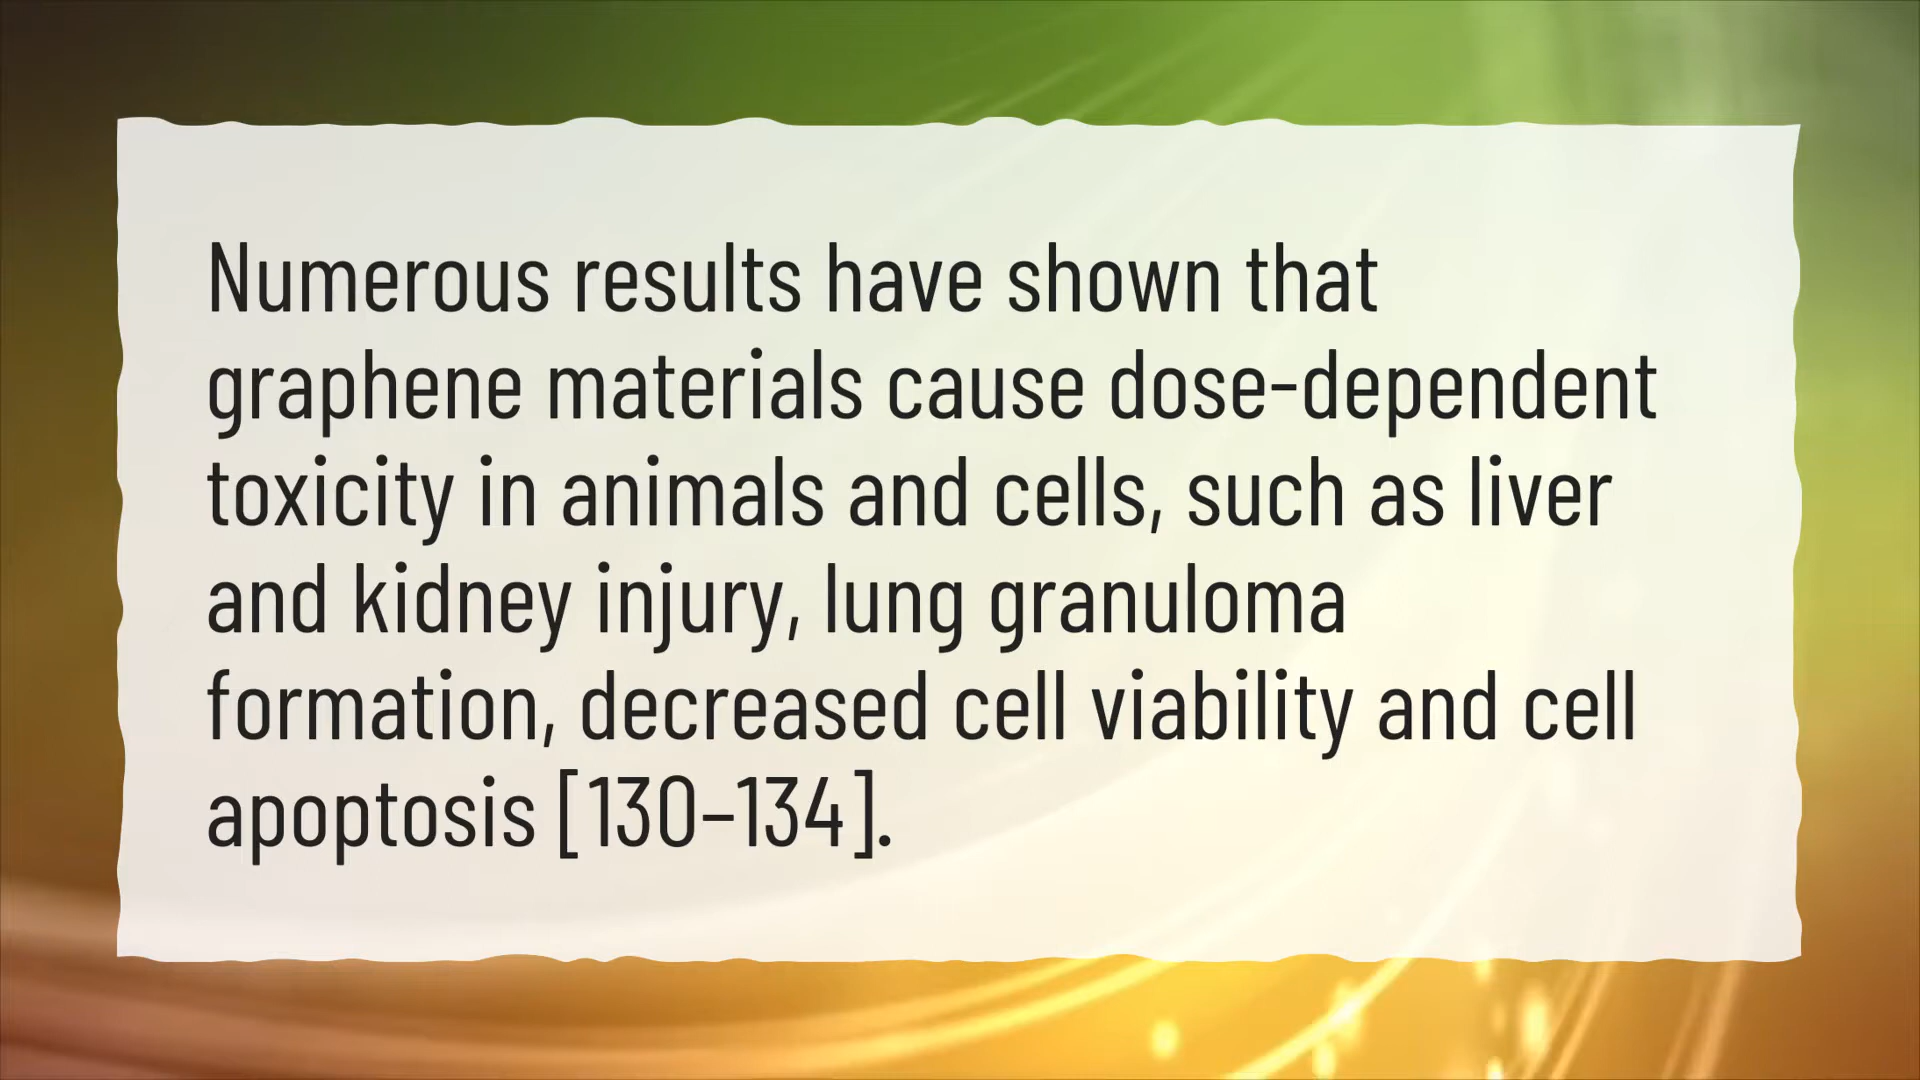 Numerous results have shown that
graphene materials cause dose-dependent
toxicity in animals and cells, such as liver
and kidney injury, lung granuloma
formation, decreased cell viability and cell
apoptosis [130–134].